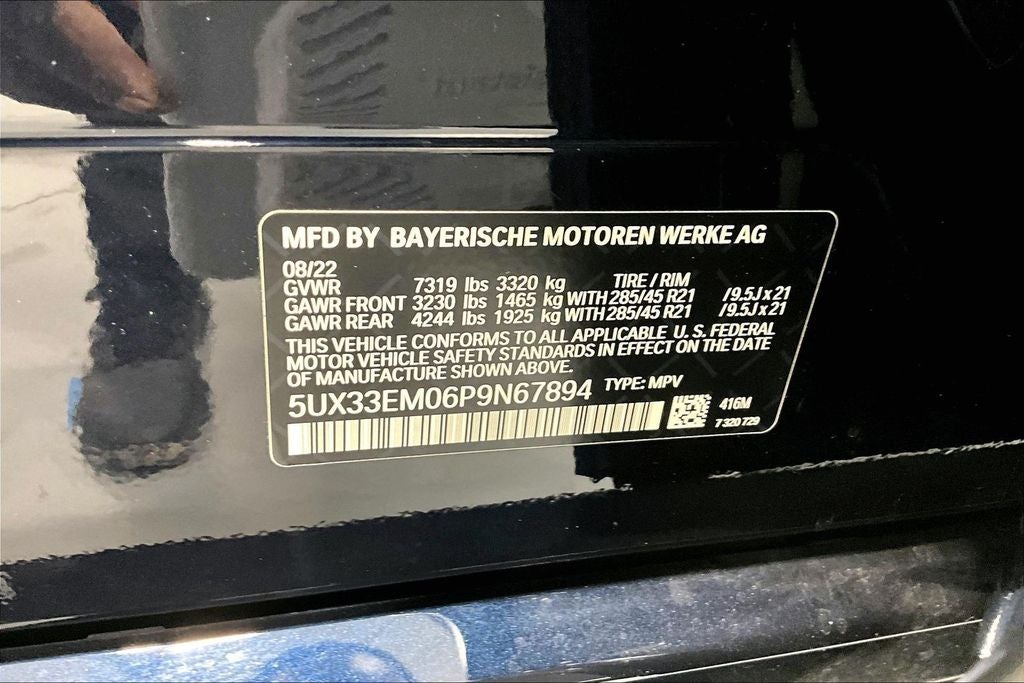 MFD BY BAYERISCHE MOTOREN WERKE AG
08/22
GVWR 7319 lbs 3320 kg TIRE / RIM
GAWR FRONT 3230 lbs 1465 kg WITH 285/45 R21 /9.5J x 21
GAWR REAR 4244 lbs 1925 kg WITH 285/45 R21 /9.5J x 21
THIS VEHICLE CONFORMS TO ALL APPLICABLE U.S. FEDERAL
MOTOR VEHICLE SAFETY STANDARDS IN EFFECT ON THE DATE
OF MANUFACTURE SHOWN ABOVE.
5UX33EM06P9N67894 TYPE: MPV
416M
7 320 729